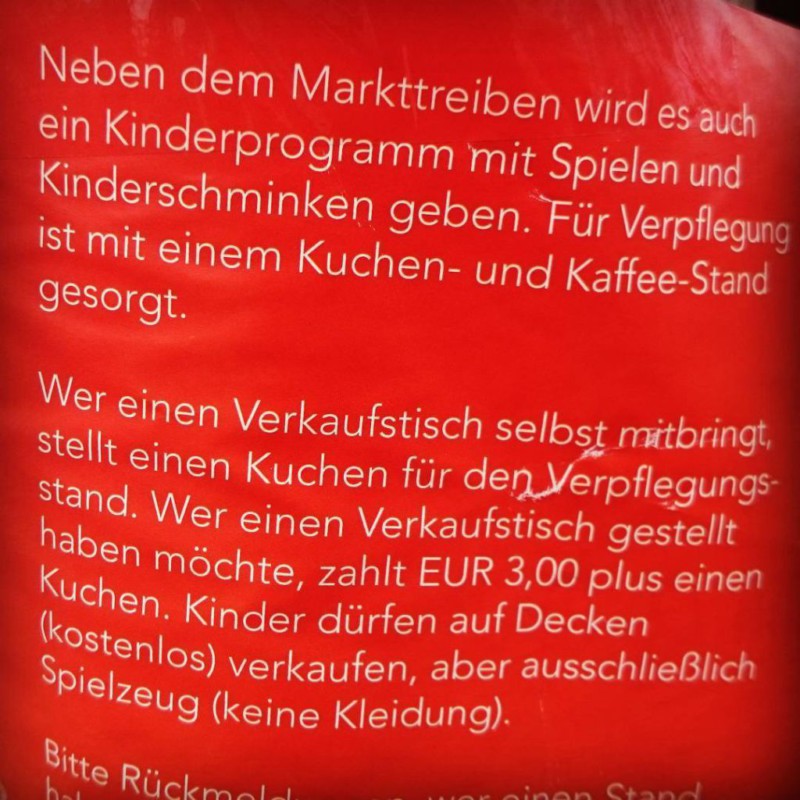 Neben dem Markttreiben wird es auch
ein Kinderprogramm mit Spielen und
Kinderschminken geben. Für Verpflegung
ist mit einem Kuchen- und Kaffee-Stand
gesorgt.
Wer einen Verkaufstisch selbst mitbringt,
stellt einen Kuchen für den Verpflegungs-
stand. Wer einen Verkaufstisch gestellt
haben möchte, zahlt EUR 3,00 plus einen
Kuchen. Kinder dürfen auf Decken
(kostenlos) verkaufen, aber ausschließlich
Spielzeug (keine Kleidung).
Bitte wer einen Stand